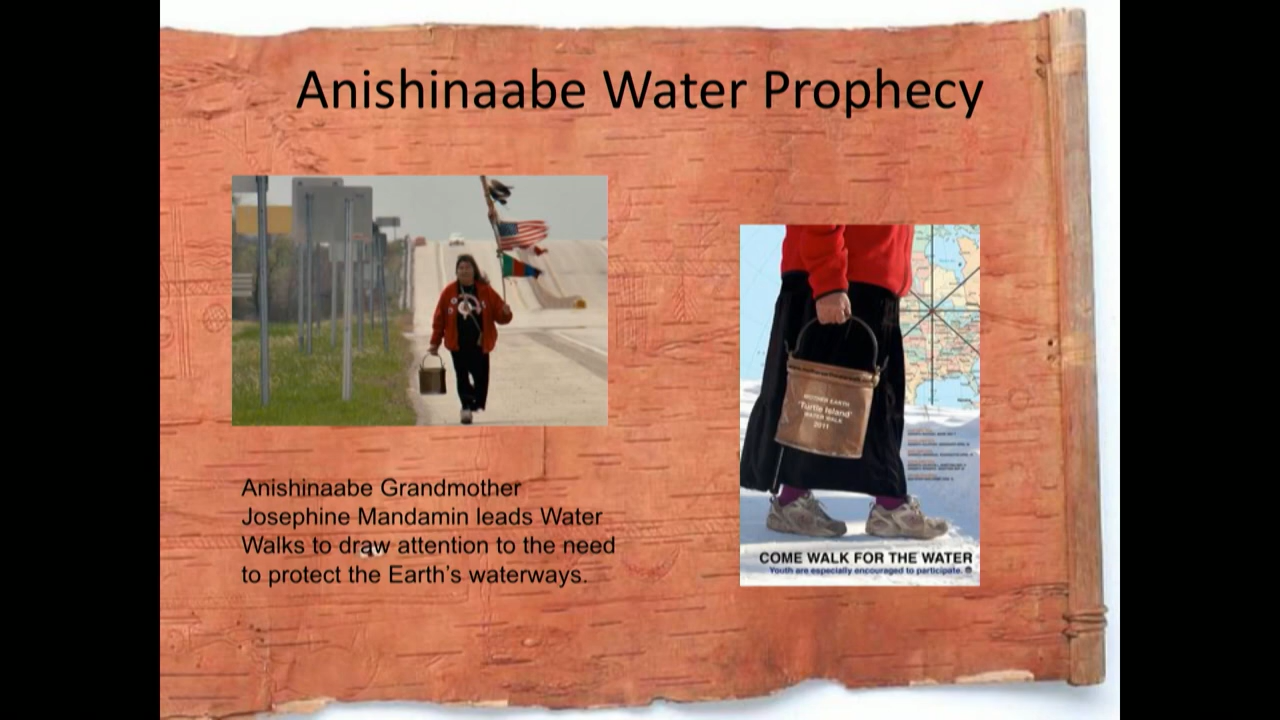 Anishinaabe Water Prophecy
Anishinaabe Grandmother
Josephine Mandamin leads Water
Walks to draw attention to the need
to protect the Earth's waterways.
MOTHER EARTH
'Turtle Island'
WATER WALK
2011
COME WALK FOR THE WATER
Youth are especially encouraged to participate.